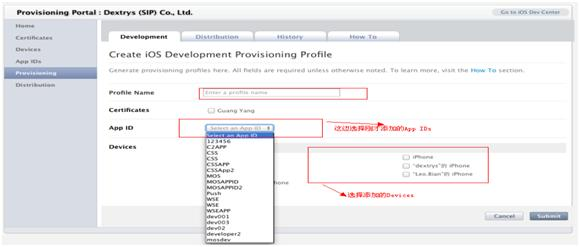 Provisioning Portal : Dextrys (SIP) Co., Ltd.
Go to iOS Dev Center
Home
Certificates
Devices
App IDs
Provisioning
Distribution
Development
Distribution
History
How To
Create iOS Development Provisioning Profile
Generate provisioning profiles here. All fields are required unless otherwise noted. To learn more, visit the How To section.
Profile Name
Enter a profile name
Certificates
Guang Yang
App ID
Select an App ID
这边选择刚才添加的App IDs
Select an App ID
123456
C2APP
CSS
CSS
CSSAPP
CSSApp2
MOS
MOSAPPID
MOSAPPID2
Push
WSE
WSE
WSEAPP
dev001
dev003
dev02
developer2
mosdev
Devices
iPhone
"dextrys"的 iPhone
"Leo.Bian"的 iPhone
iPhone
选择添加的Devices
Cancel
Submit